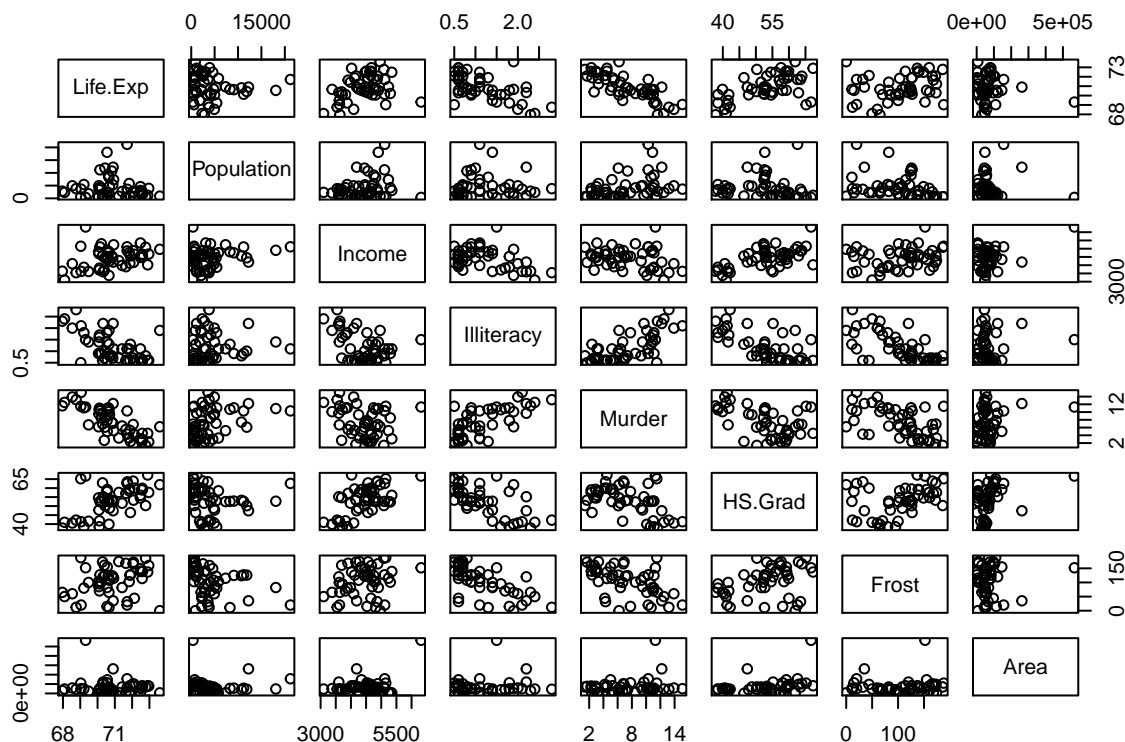 0 15000 0.5 2.0 40 55 0e+00 5e+05
Life.Exp 68 73
0 Population
Income 3000
0.5 Illiteracy
Murder 2 12
40 65 HS.Grad
Frost 0 150
0e+00 Area
68 71 3000 5500 2 8 14 0 100